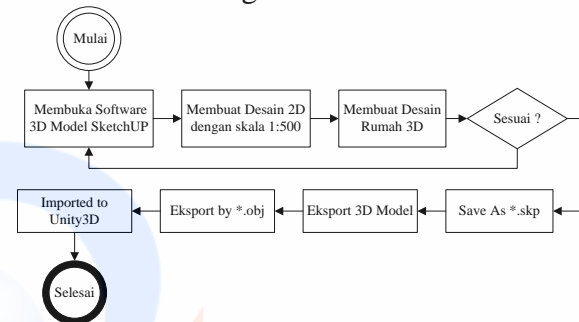 Mulai
Membuka Software
3D Model SketchUP
Membuat Desain 2D
dengan skala 1:500
Membuat Desain
Rumah 3D
Sesuai ?
Save As *.skp
Eksport 3D Model
Eksport by *.obj
Imported to
Unity3D
Selesai